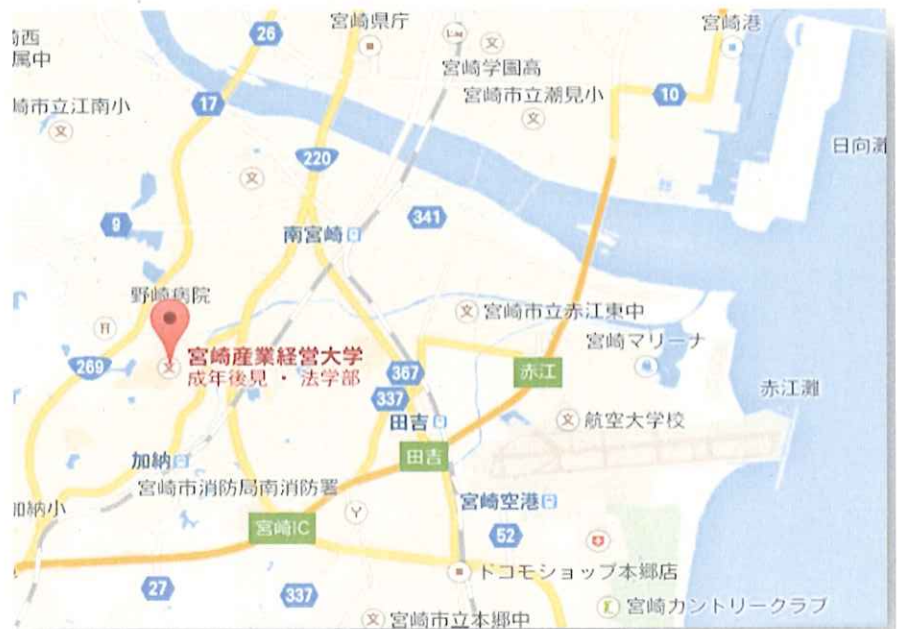 宮崎県庁
宮崎港
26
崎西
属中
宮崎学園高
17
宮崎市立潮見小
10
崎市立江南小
日向灘
220
9
341
南宮崎
野崎病院
宮崎市立赤江東中
宮崎マリーナ
宮崎産業経営大学
成年後見 ・ 法学部
269
367
赤江
赤江灘
337
田吉
航空大学校
田吉
加納
宮崎市消防局南消防署
加納小
宮崎IC
宮崎空港
52
ドコモショップ本郷店
27
337
宮崎カントリークラブ
宮崎市立本郷中